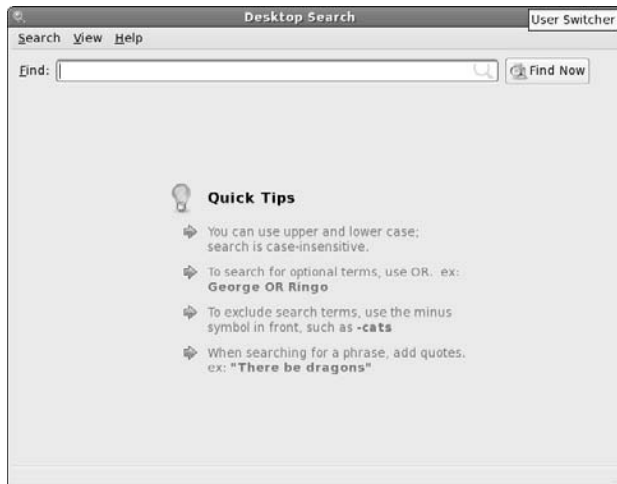 Desktop Search
User Switcher
Search View Help
Find:
Find Now
Quick Tips
You can use upper and lower case;
search is case-insensitive.
To search for optional terms, use OR. ex:
George OR Ringo
To exclude search terms, use the minus
symbol in front, such as -cats
When searching for a phrase, add quotes.
ex: "There be dragons"